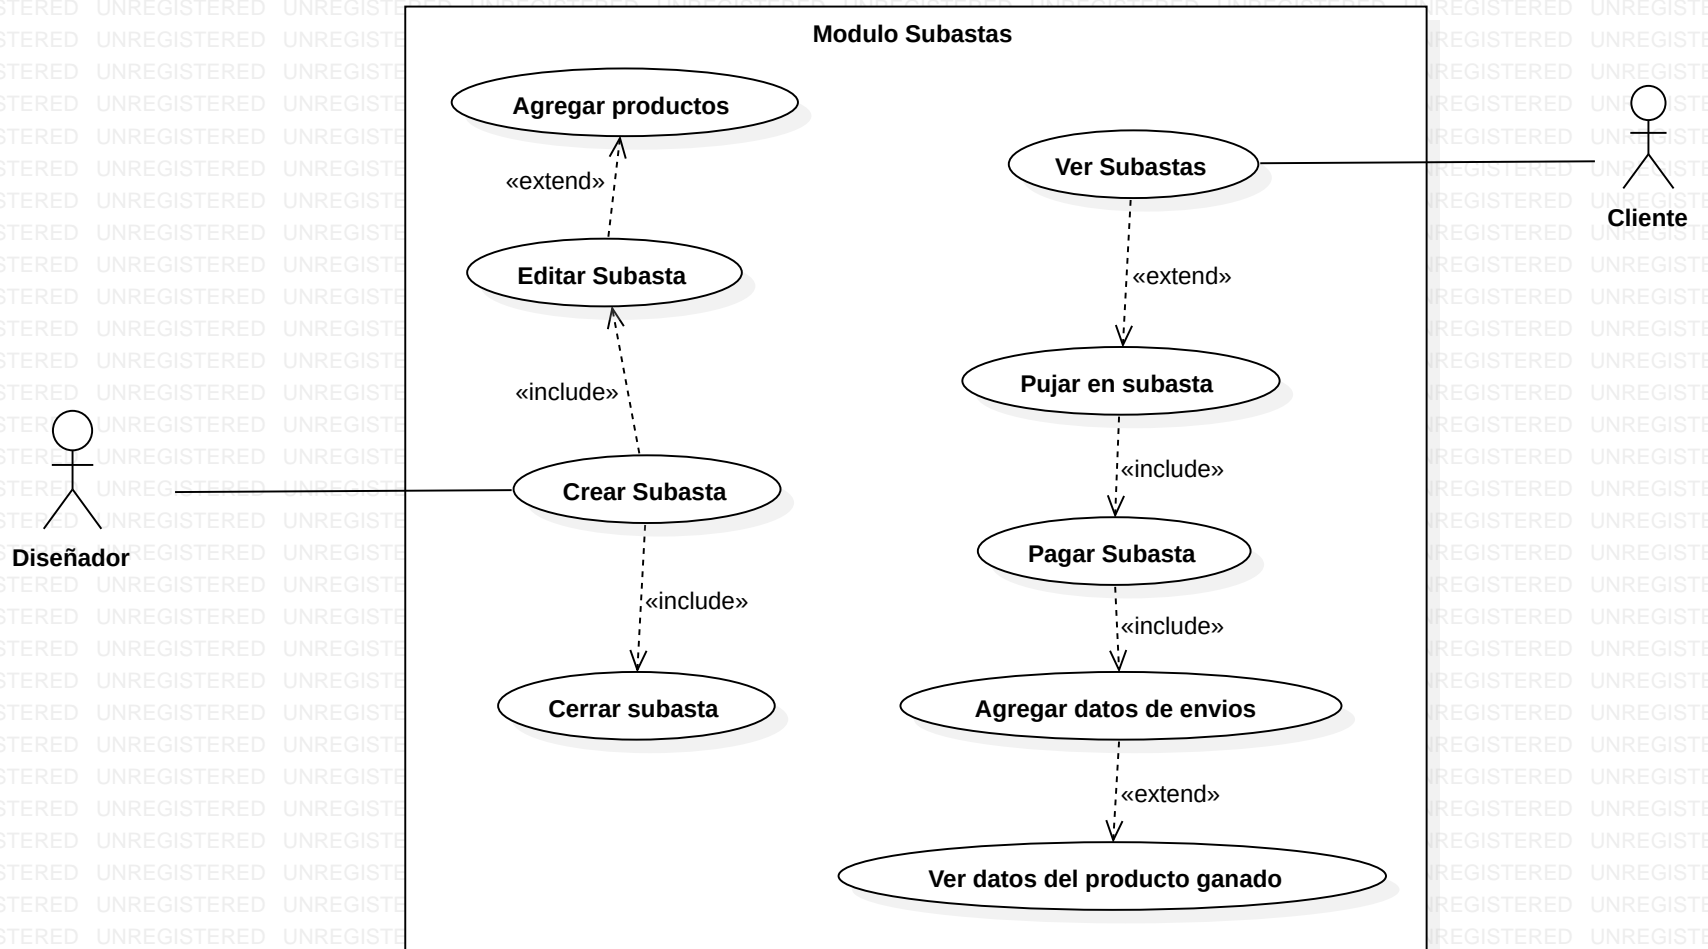 Modulo Subastas
Agregar productos
«extend»
Editar Subasta
«include»
Crear Subasta
«include»
Cerrar subasta
Diseñador
Ver Subastas
«extend»
Pujar en subasta
«include»
Pagar Subasta
«include»
Agregar datos de envios
«extend»
Ver datos del producto ganado
Cliente
UNREGISTERED